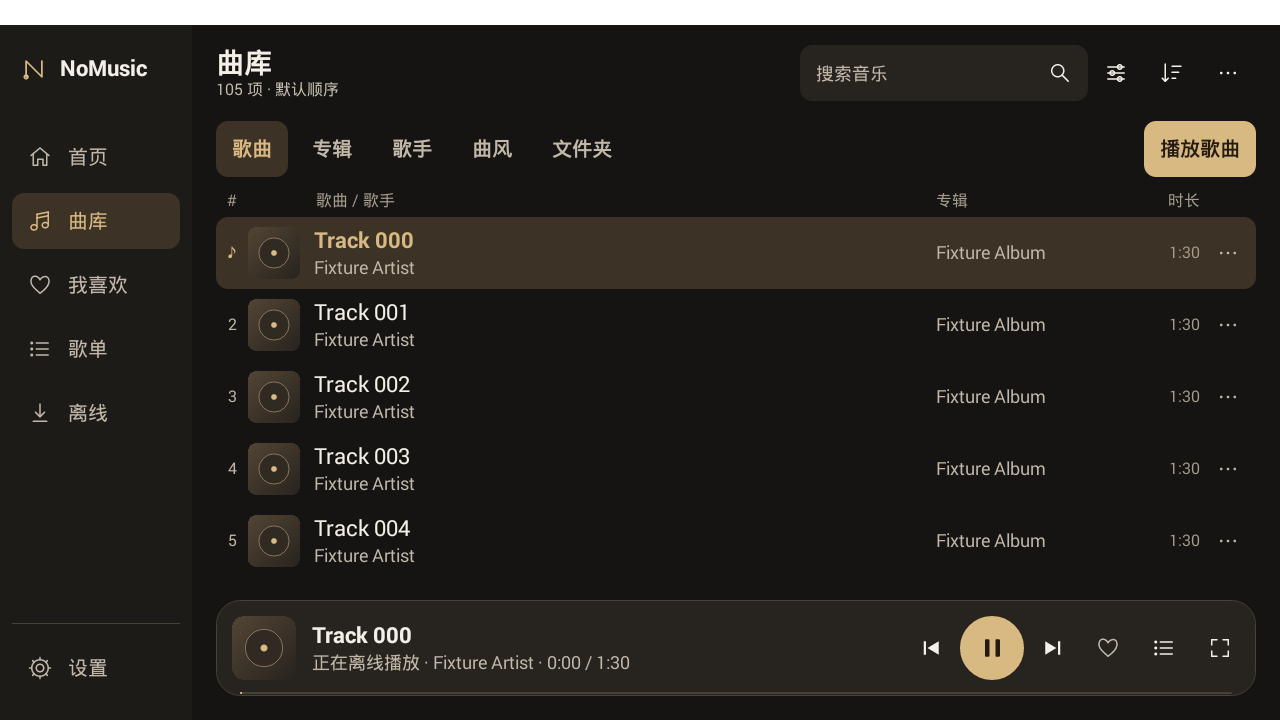 NoMusic
首页
曲库
我喜欢
歌单
离线
设置
曲库
105 项 · 默认顺序
搜索音乐
歌曲
专辑
歌手
曲风
文件夹
播放歌曲
#
歌曲 / 歌手
专辑
时长
♪
Track 000
Fixture Artist
Fixture Album
1:30
2
Track 001
Fixture Artist
Fixture Album
1:30
3
Track 002
Fixture Artist
Fixture Album
1:30
4
Track 003
Fixture Artist
Fixture Album
1:30
5
Track 004
Fixture Artist
Fixture Album
1:30
Track 000
正在离线播放 · Fixture Artist · 0:00 / 1:30